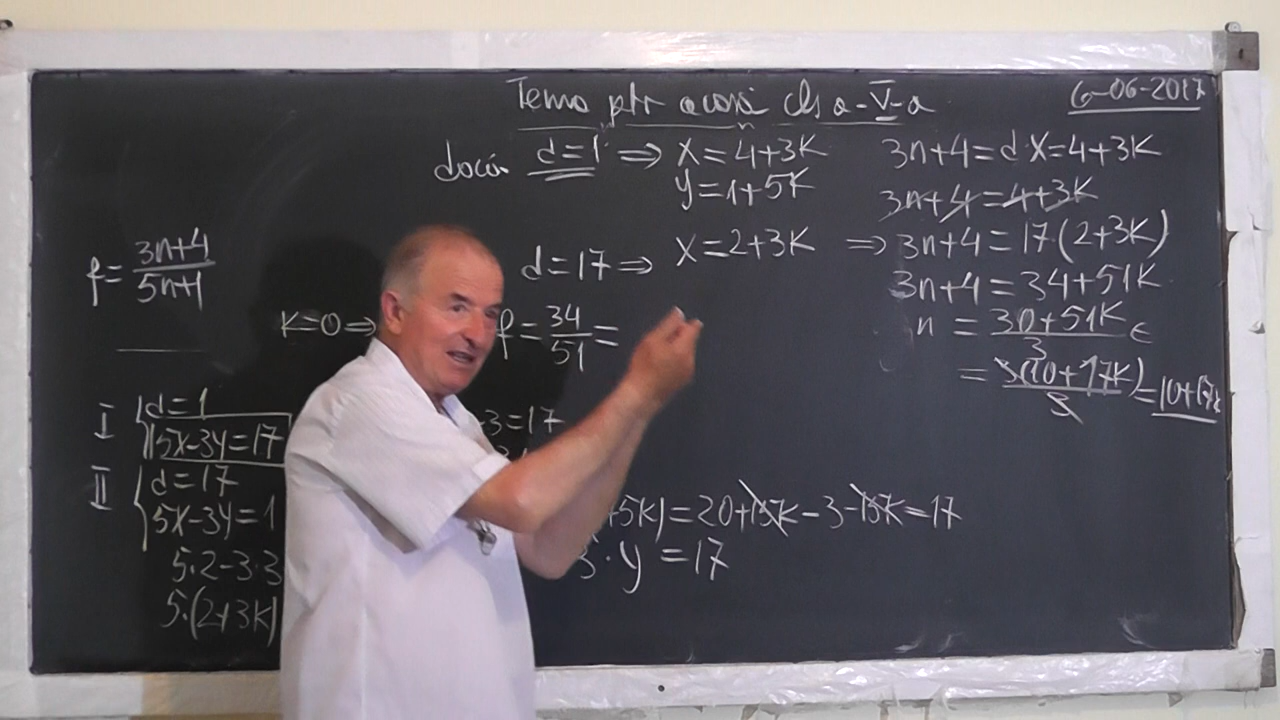 Tema ptr acasă cls a-V-a
6-06-2017
dacă d=1 ⇒ x=4+3K
y=1+5K
3n+4=d·x=4+3K
3n+4=4+3K
f=3n+4/5n+1
d=17⇒ x=2+3K ⇒ 3n+4=17(2+3K)
3n+4=34+51K
K=0⇒
f=34/51=
n=30+51K/3 ∈
=3(10+17K)/3=10+17K
I d=1
5x-3y=17
-3=17
II d=17
5x-3y=1
+5K)=20+15K-3-15K=17
5·2-3·3
3·y=17
5·(2+3K)